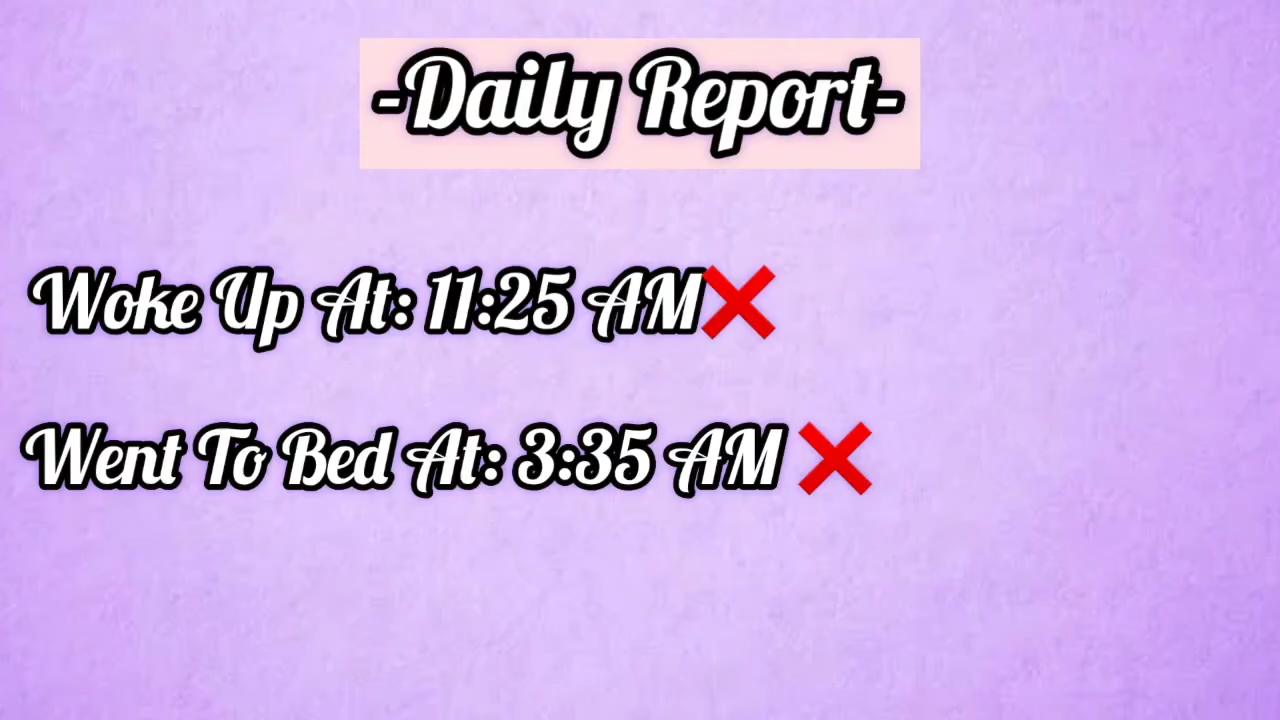 -Daily Report-
Woke Up At: 11:25 AM❌
Went To Bed At: 3:35 AM ❌